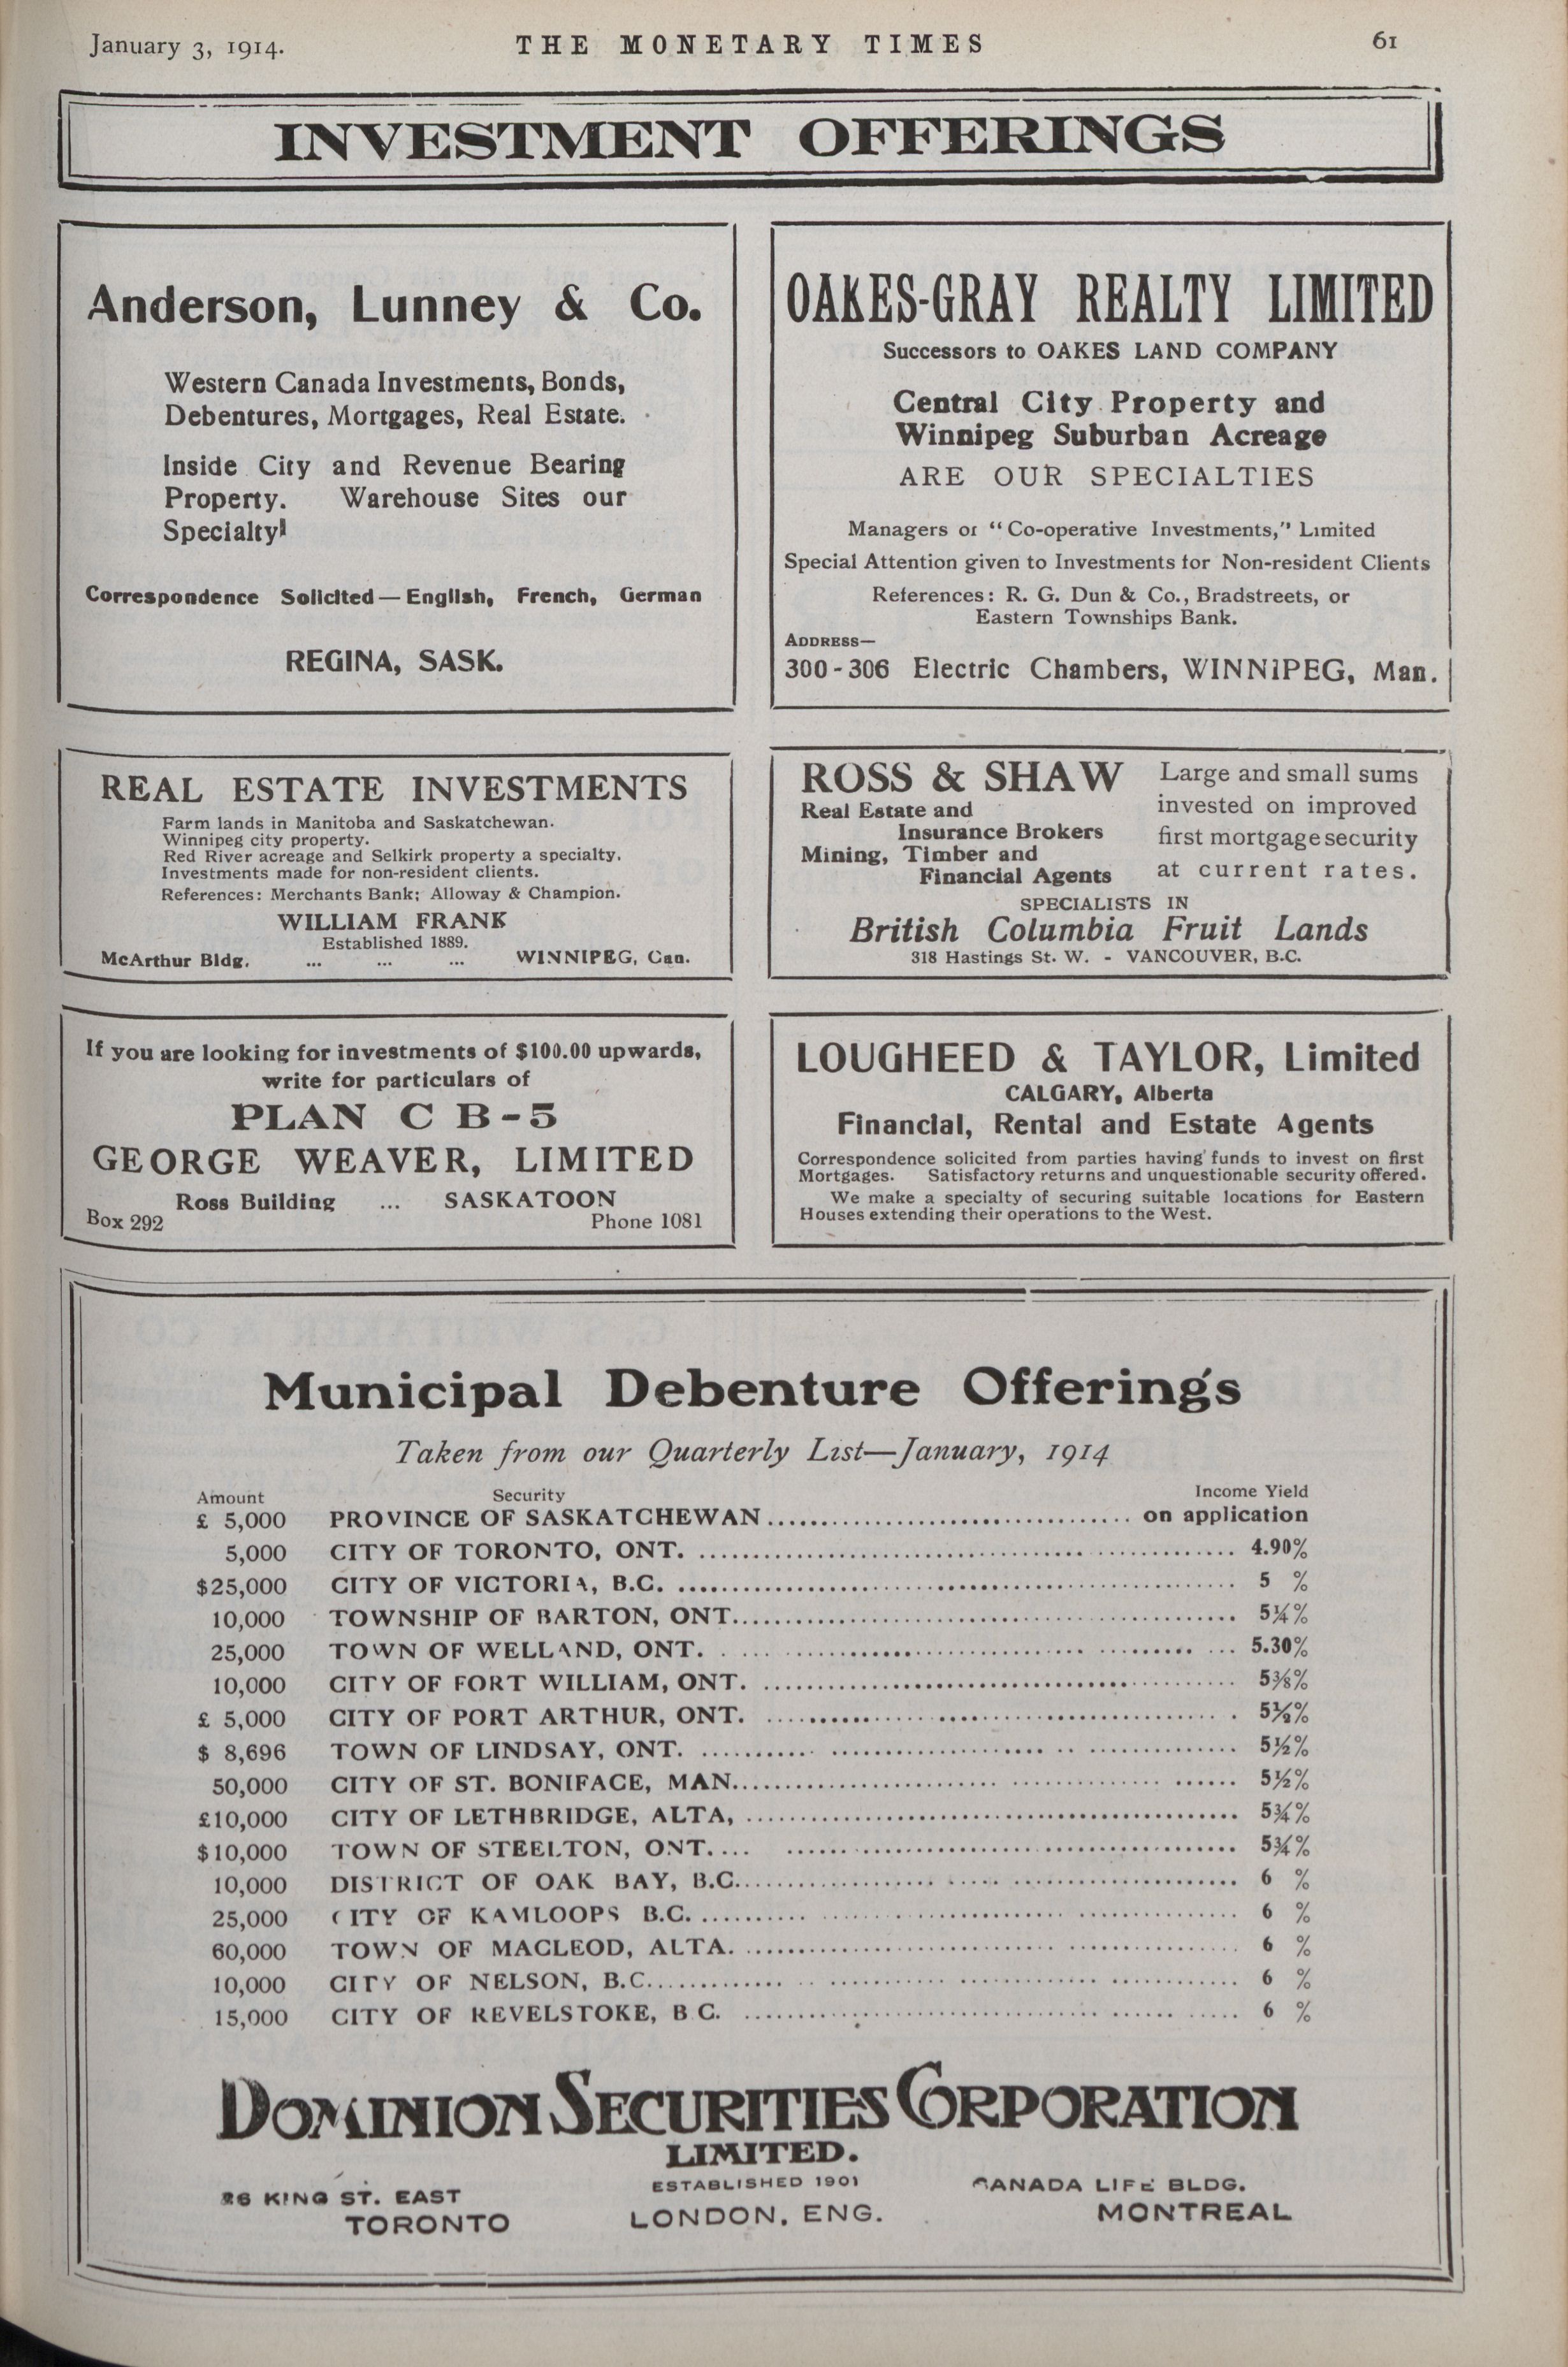 January 3, 1914.
THE MONETARY TIMES
61
INVESTMENT OFFERINGS
Anderson, Lunney & Co.
Western Canada Investments, Bonds,
Debentures, Mortgages, Real Estate.
Inside City and Revenue Bearing
Property. Warehouse Sites our
Specialty
Correspondence Solicited — English, French, German
REGINA, SASK.
OAKES-GRAY REALTY LIMITED
Successors to OAKES LAND COMPANY
Central City Property and
Winnipeg Suburban Acreage
ARE OUR SPECIALTIES
Managers of "Co-operative Investments," Limited
Special Attention given to Investments for Non-resident Clients
References: R. G. Dun & Co., Bradstreets, or
Eastern Townships Bank.
ADDRESS—
300-306 Electric Chambers, WINNIPEG, Man.
REAL ESTATE INVESTMENTS
Farm lands in Manitoba and Saskatchewan.
Winnipeg city property.
Red River acreage and Selkirk property a specialty.
Investments made for non-resident clients.
References: Merchants Bank; Alloway & Champion.
WILLIAM FRANK
Established 1889.
McArthur Bldg. ... ... ... WINNIPEG, Can.
ROSS & SHAW
Real Estate and
Insurance Brokers
Mining, Timber and
Financial Agents
Large and small sums
invested on improved
first mortgage security
at current rates.
SPECIALISTS IN
British Columbia Fruit Lands
318 Hastings St. W. - VANCOUVER, B.C.
If you are looking for investments of $100.00 upwards,
write for particulars of
PLAN C B-5
GEORGE WEAVER, LIMITED
Ross Building ... SASKATOON
Box 292 Phone 1081
LOUGHEED & TAYLOR, Limited
CALGARY, Alberta
Financial, Rental and Estate Agents
Correspondence solicited from parties having funds to invest on first
Mortgages. Satisfactory returns and unquestionable security offered.
We make a specialty of securing suitable locations for Eastern
Houses extending their operations to the West.
Municipal Debenture Offerings
Taken from our Quarterly List—January, 1914
Amount Security Income Yield
£ 5,000 PROVINCE OF SASKATCHEWAN ... on application
5,000 CITY OF TORONTO, ONT. ... 4.90%
$25,000 CITY OF VICTORIA, B.C. ... 5 %
10,000 TOWNSHIP OF BARTON, ONT. ... 5¼%
25,000 TOWN OF WELLAND, ONT. ... 5.30%
10,000 CITY OF FORT WILLIAM, ONT. ... 5⅜%
£ 5,000 CITY OF PORT ARTHUR, ONT. ... 5½%
$ 8,696 TOWN OF LINDSAY, ONT. ... 5½%
50,000 CITY OF ST. BONIFACE, MAN. ... 5½%
£10,000 CITY OF LETHBRIDGE, ALTA, ... 5¾%
$10,000 TOWN OF STEELTON, ONT. ... 5¾%
10,000 DISTRICT OF OAK BAY, B.C. ... 6 %
25,000 CITY OF KAMLOOPS B.C. ... 6 %
60,000 TOWN OF MACLEOD, ALTA. ... 6 %
10,000 CITY OF NELSON, B.C. ... 6 %
15,000 CITY OF REVELSTOKE, B C. ... 6 %
DOMINION SECURITIES CORPORATION
LIMITED.
ESTABLISHED 1901
26 KING ST. EAST
TORONTO
LONDON, ENG.
CANADA LIFE BLDG.
MONTREAL